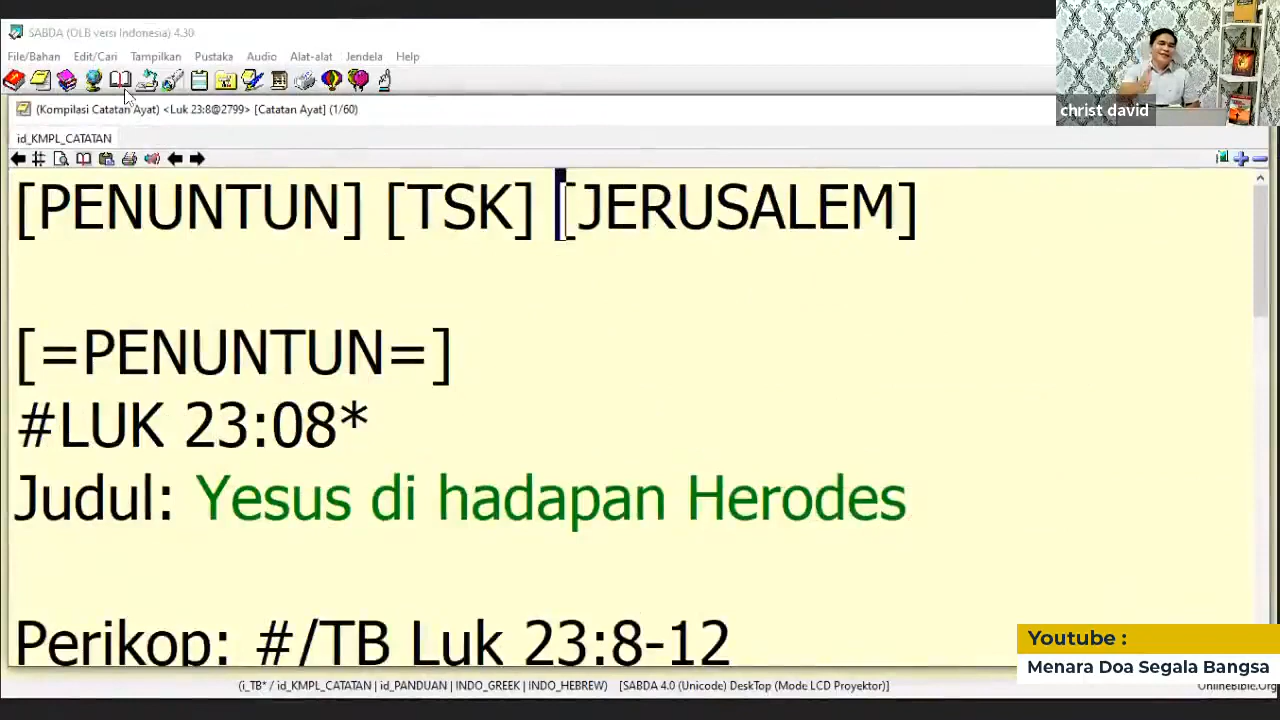 SABDA (OLB versi Indonesia) 4.30
File/Bahan Edit/Cari Tampilkan Pustaka Audio Alat-alat Jendela Help
christ david
(Kompilasi Catatan Ayat) <Luk 23:8@2799> [Catatan Ayat] (1/60)
id_KMPL_CATATAN
[PENUNTUN] [TSK] [JERUSALEM]
[=PENUNTUN=]
#LUK 23:08*
Judul: Yesus di hadapan Herodes
Perikop: #/TB Luk 23:8-12
Youtube :
Menara Doa Segala Bangsa
(i_TB* / id_KMPL_CATATAN | id_PANDUAN | INDO_GREEK | INDO_HEBREW) [SABDA 4.0 (Unicode) DeskTop (Mode LCD Proyektor)]
OnlineBible.Org